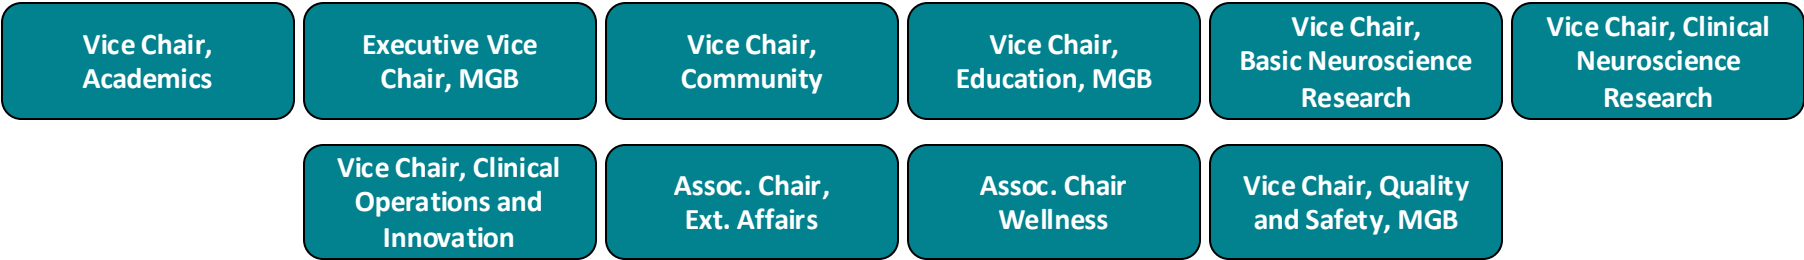 Vice Chair,
Academics
Executive Vice
Chair, MGB
Vice Chair,
Community
Vice Chair,
Education, MGB
Vice Chair,
Basic Neuroscience
Research
Vice Chair, Clinical
Neuroscience
Research
Vice Chair, Clinical
Operations and
Innovation
Assoc. Chair,
Ext. Affairs
Assoc. Chair
Wellness
Vice Chair, Quality
and Safety, MGB